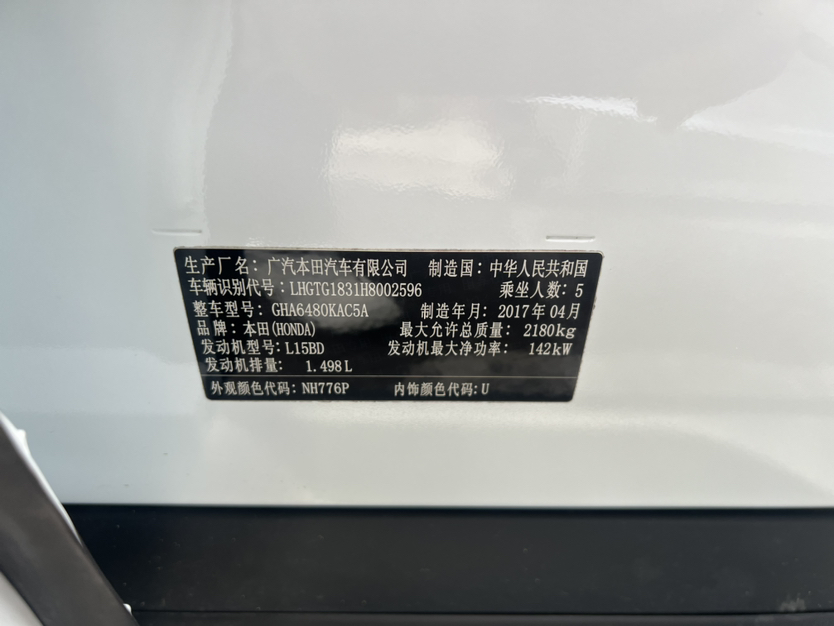 生产厂名：广汽本田汽车有限公司 制造国：中华人民共和国
车辆识别代号：LHGTG1831H8002596 乘坐人数：5
整车型号：GHA6480KAC5A 制造年月：2017年04月
品牌：本田(HONDA) 最大允许总质量：2180kg
发动机型号：L15BD 发动机最大净功率：142kW
发动机排量：1.498L
外观颜色代码：NH776P 内饰颜色代码：U